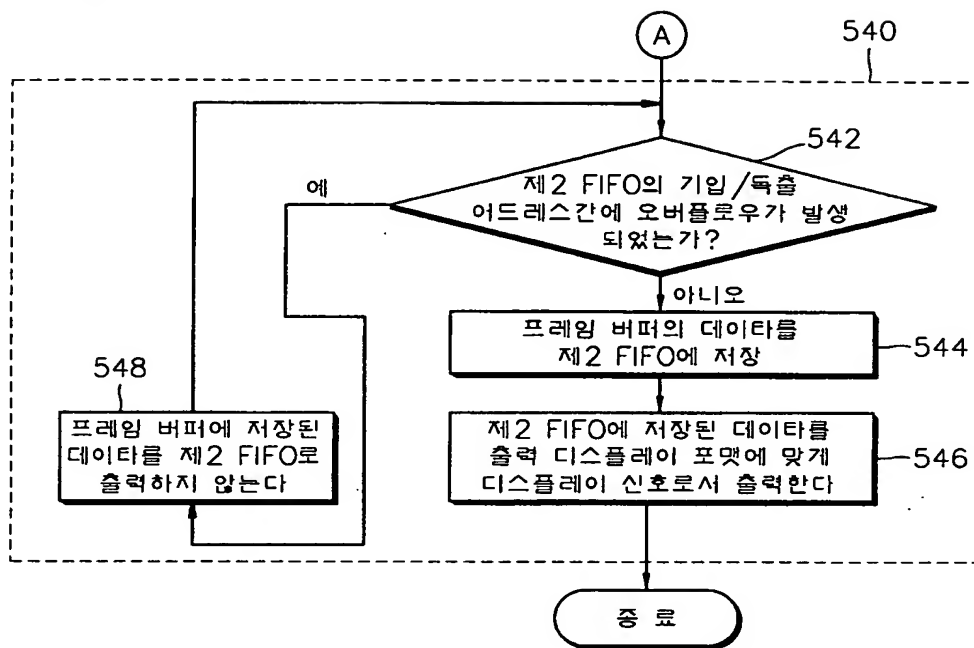 A
540
542
제2 FIFO의 기입/독출
어드레스간에 오버플로우가 발생
되었는가?
예
아니오
프레임 버퍼의 데이타를
제2 FIFO에 저장
544
548
프레임 버퍼에 저장된
데이타를 제2 FIFO로
출력하지 않는다
제2 FIFO에 저장된 데이타를
출력 디스플레이 포맷에 맞게
디스플레이 신호로서 출력한다
546
종 료